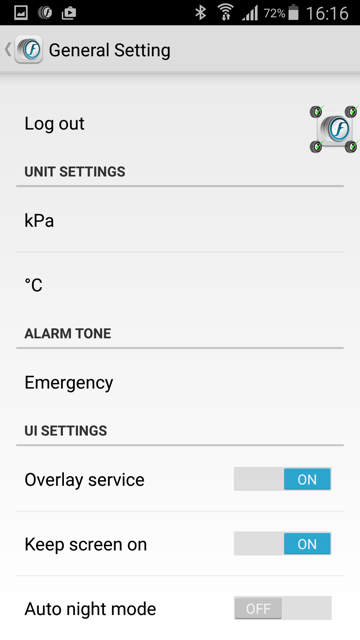 72% 16:16
General Setting
Log out
UNIT SETTINGS
kPa
°C
ALARM TONE
Emergency
UI SETTINGS
Overlay service ON
Keep screen on ON
Auto night mode OFF